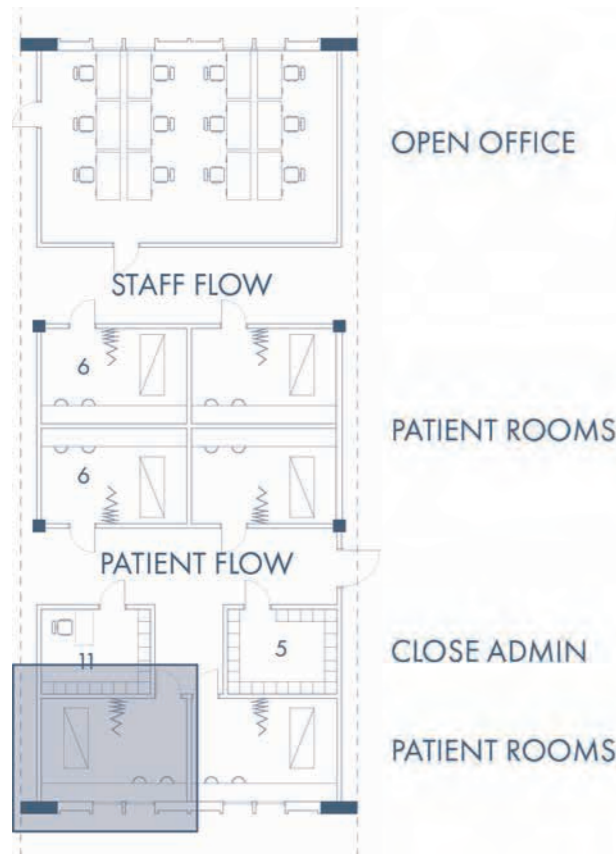 OPEN OFFICE
STAFF FLOW
6
PATIENT ROOMS
6
PATIENT FLOW
11
5
CLOSE ADMIN
PATIENT ROOMS